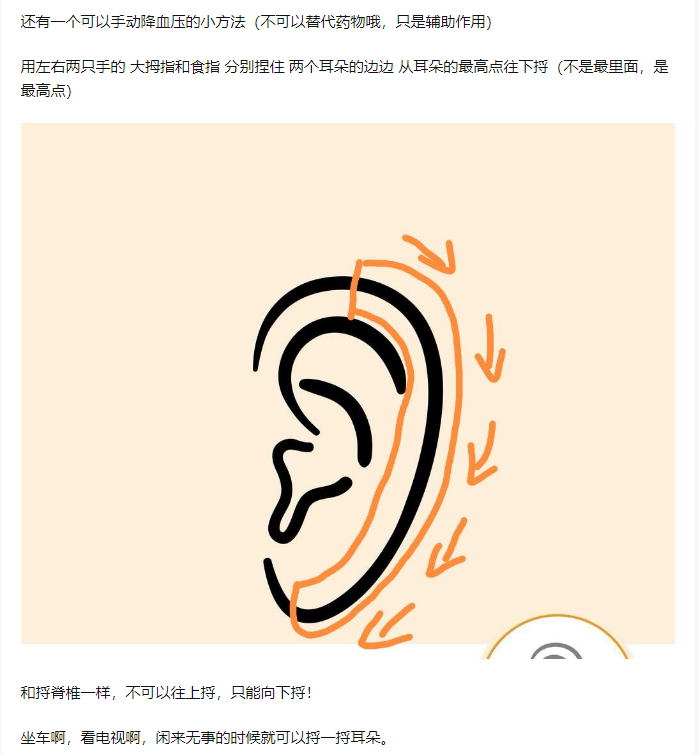 还有一个可以手动降血压的小方法（不可以替代药物哦，只是辅助作用）
用左右两只手的 大拇指和食指 分别捏住 两个耳朵的边边 从耳朵的最高点往下捋（不是最里面，是
最高点）
和捋脊椎一样，不可以往上捋，只能向下捋！
坐车啊，看电视啊，闲来无事的时候就可以捋一捋耳朵。